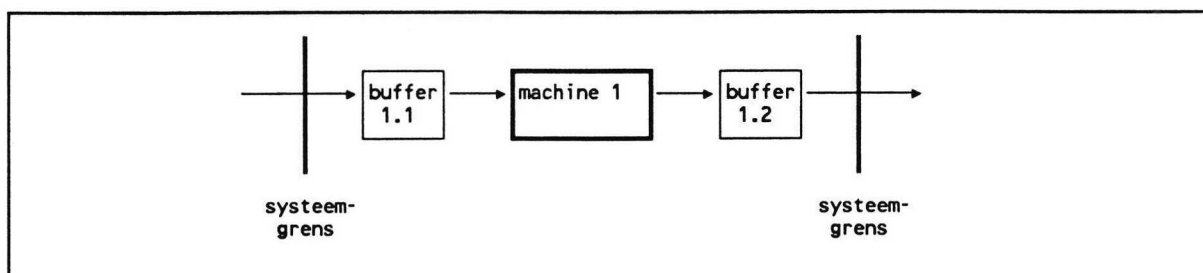 buffer
1.1
machine 1
buffer
1.2
systeem-
grens
systeem-
grens